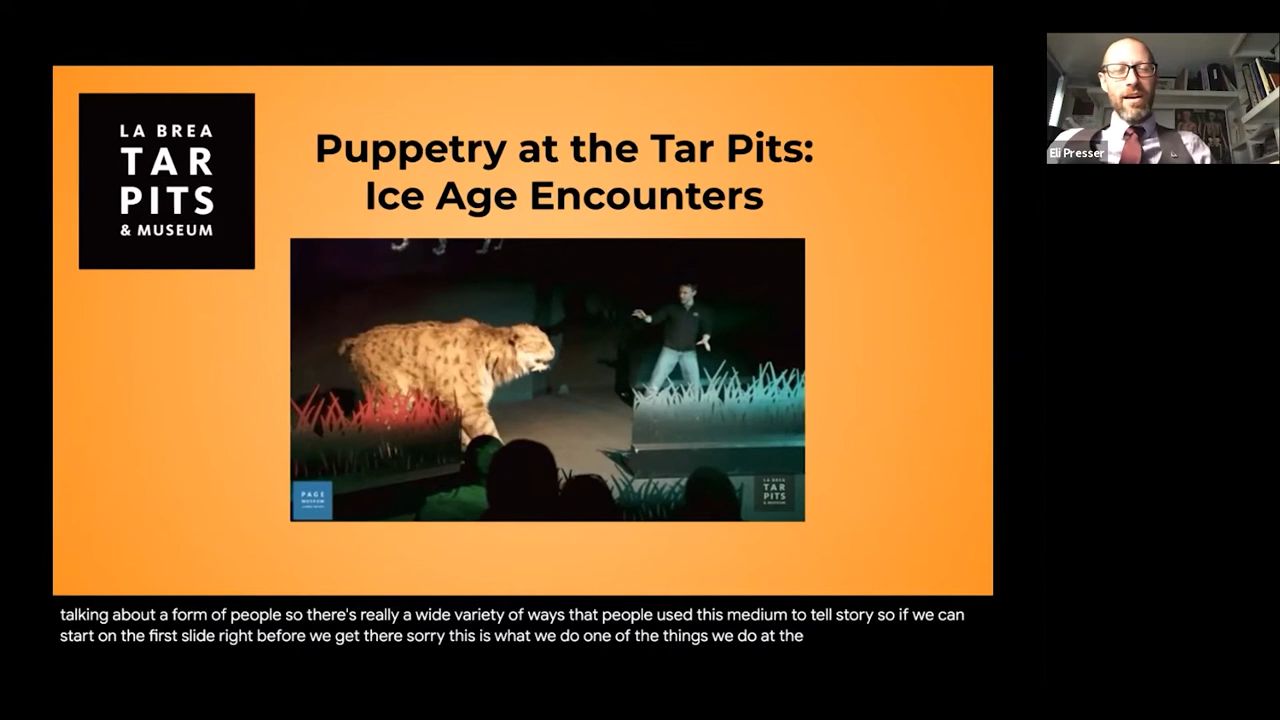 LA BREA
TAR
PITS
& MUSEUM
Puppetry at the Tar Pits:
Ice Age Encounters
PAGE
MUSEUM
LA BREA
TAR
PITS
& MUSEUM
Eli Presser
talking about a form of people so there's really a wide variety of ways that people used this medium to tell story so if we can
start on the first slide right before we get there sorry this is what we do one of the things we do at the